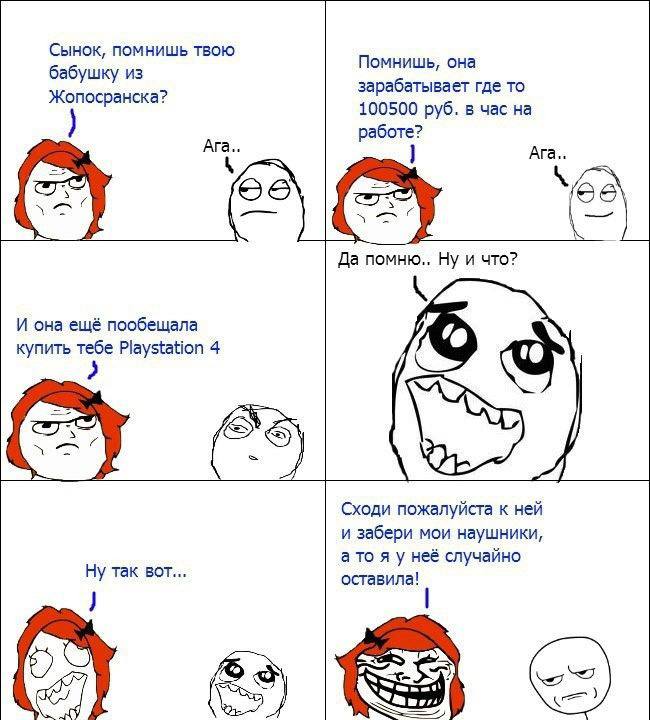 Сынок, помнишь твою
бабушку из
Жопосранска?
Ага..
Помнишь, она
зарабатывает где то
100500 руб. в час на
работе?
Ага..
И она ещё пообещала
купить тебе Playstation 4
Да помню.. Ну и что?
Ну так вот...
Сходи пожалуйста к ней
и забери мои наушники,
а то я у неё случайно
оставила!